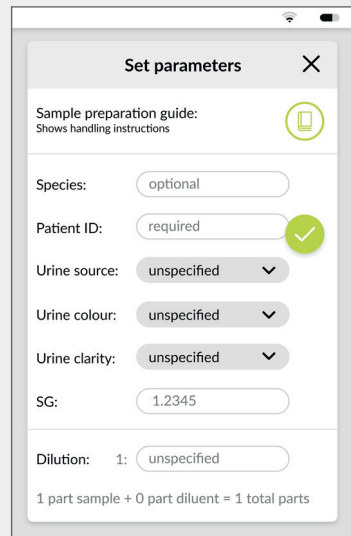 Set parameters
Sample preparation guide:
Shows handling instructions
Species: optional
Patient ID: required
Urine source: unspecified
Urine colour: unspecified
Urine clarity: unspecified
SG: 1.2345
Dilution: 1: unspecified
1 part sample + 0 part diluent = 1 total parts